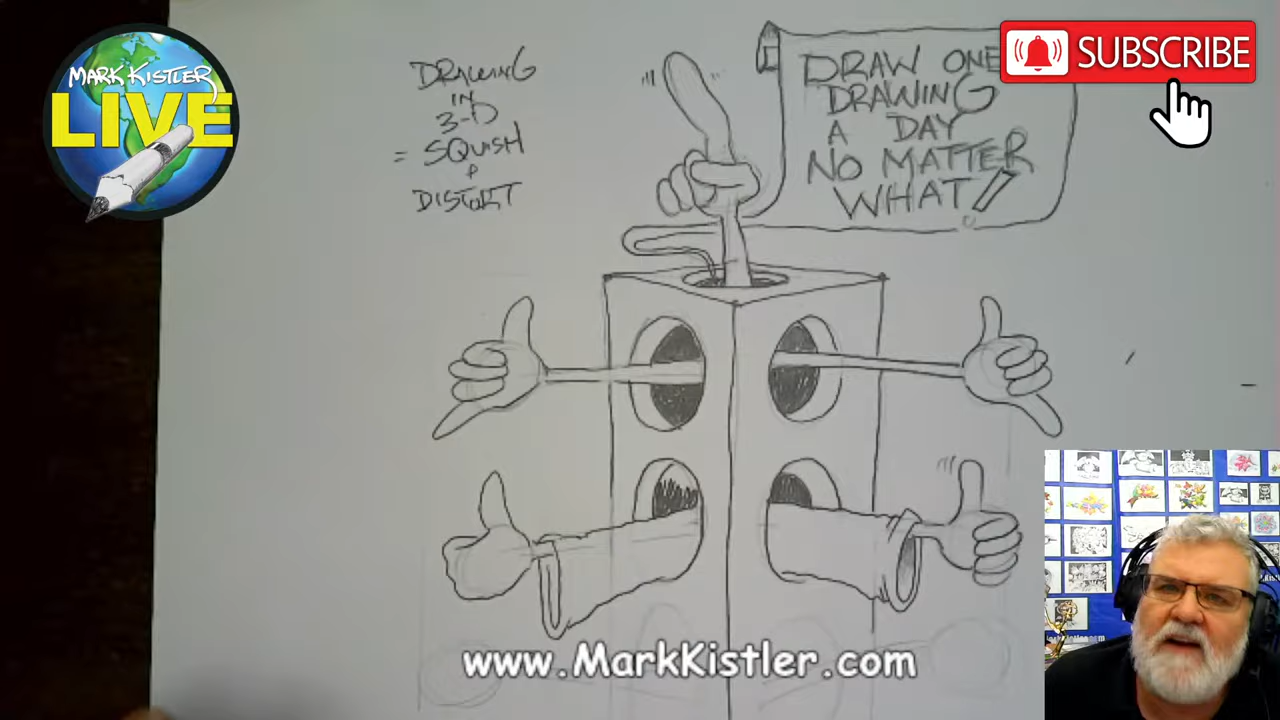 MARK KISTLER
LIVE
DRAWING
IN
3-D
= SQUISH
&
DISTORT
DRAW ONE
DRAWING
A DAY
NO MATTER
WHAT!
SUBSCRIBE
www.MarkKistler.com